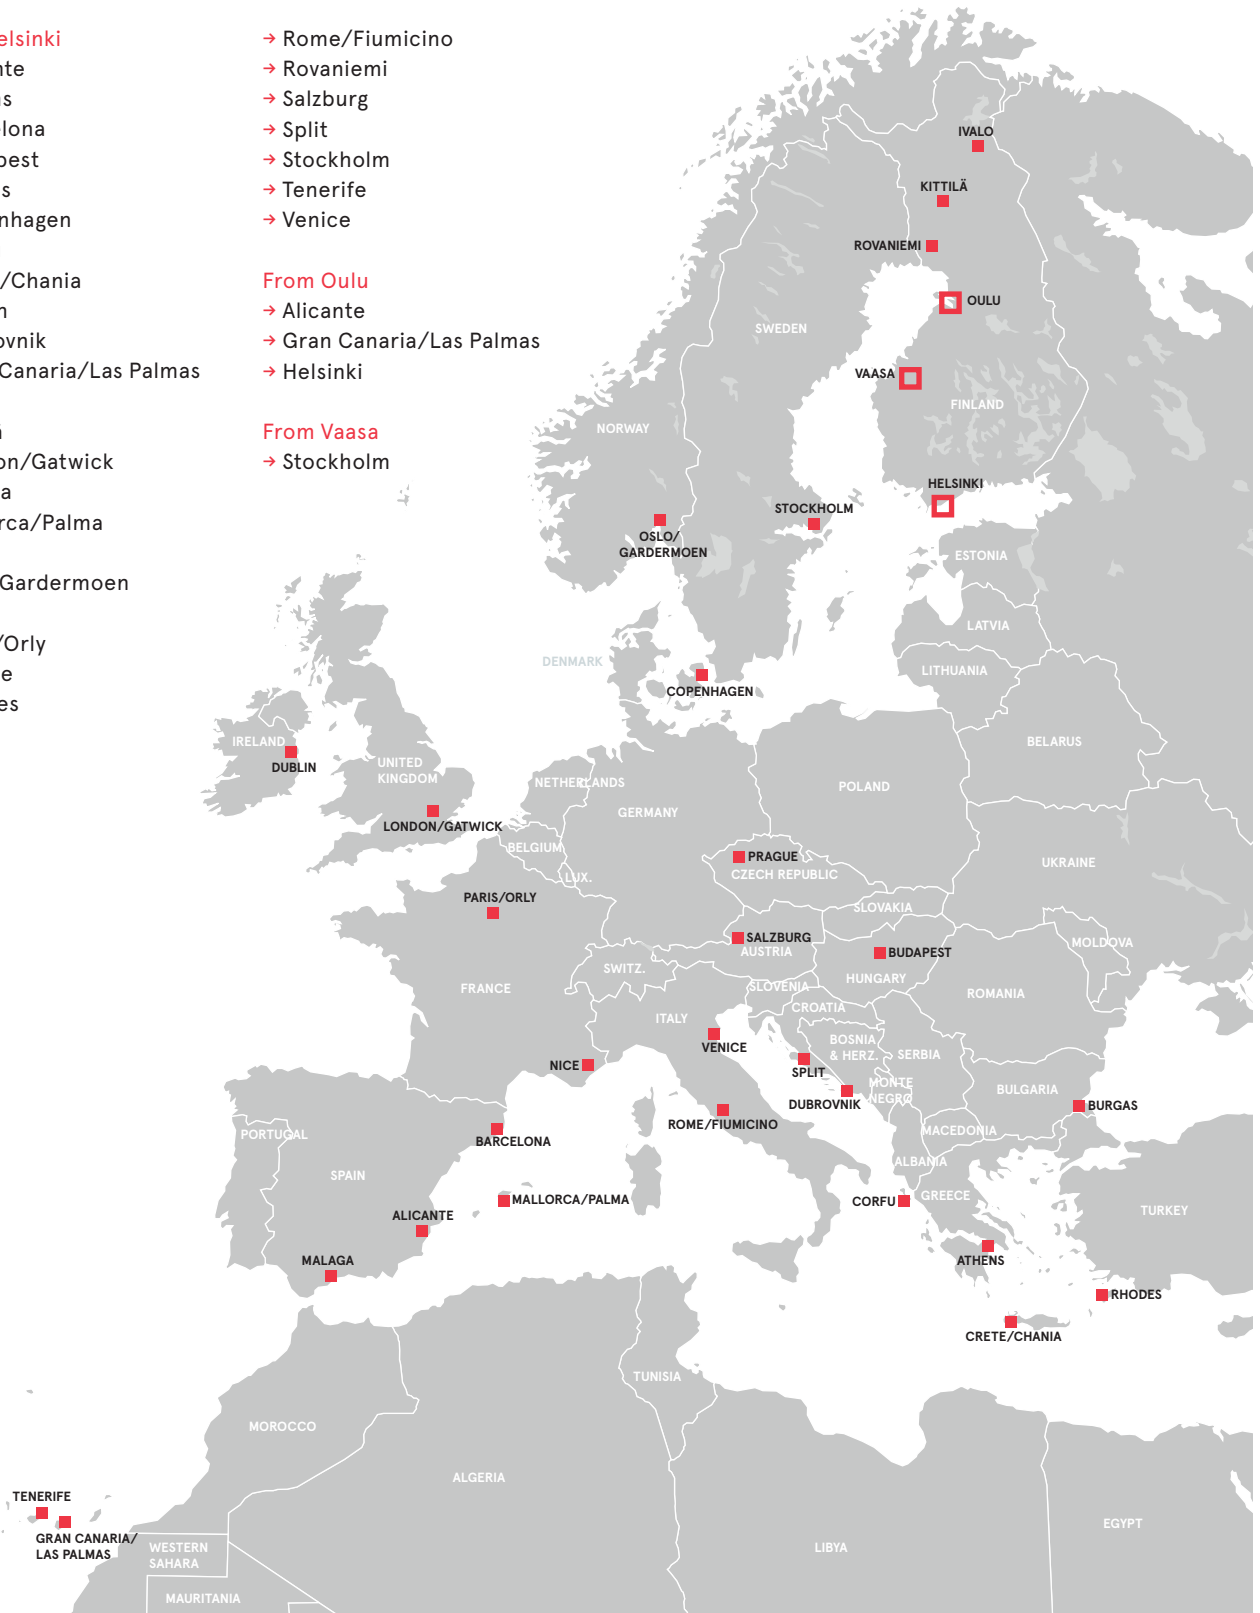 elsinki
nte
s
lona
pest
s
nhagen
/Chania
n
ovnik
Canaria/Las Palmas
on/Gatwick
a
rca/Palma
Gardermoen
/Orly
e
es
→ Rome/Fiumicino
→ Rovaniemi
→ Salzburg
→ Split
→ Stockholm
→ Tenerife
→ Venice
From Oulu
→ Alicante
→ Gran Canaria/Las Palmas
→ Helsinki
From Vaasa
→ Stockholm
IVALO
KITTILÄ
ROVANIEMI
OULU
SWEDEN
VAASA
FINLAND
NORWAY
HELSINKI
STOCKHOLM
OSLO/
GARDERMOEN
ESTONIA
LATVIA
DENMARK
LITHUANIA
COPENHAGEN
IRELAND
DUBLIN
UNITED
KINGDOM
BELARUS
NETHERLANDS
POLAND
GERMANY
LONDON/GATWICK
BELGIUM
PRAGUE
CZECH REPUBLIC
UKRAINE
LUX.
PARIS/ORLY
SLOVAKIA
SALZBURG
AUSTRIA
BUDAPEST
MOLDOVA
SWITZ.
HUNGARY
FRANCE
SLOVENIA
ROMANIA
CROATIA
ITALY
VENICE
BOSNIA
& HERZ.
SERBIA
NICE
SPLIT
MONTE
NEGRO
BULGARIA
DUBROVNIK
BURGAS
ROME/FIUMICINO
PORTUGAL
BARCELONA
MACEDONIA
ALBANIA
SPAIN
MALLORCA/PALMA
CORFU
GREECE
TURKEY
ALICANTE
MALAGA
ATHENS
RHODES
CRETE/CHANIA
TUNISIA
MOROCCO
ALGERIA
TENERIFE
GRAN CANARIA/
LAS PALMAS
WESTERN
SAHARA
LIBYA
EGYPT
MAURITANIA